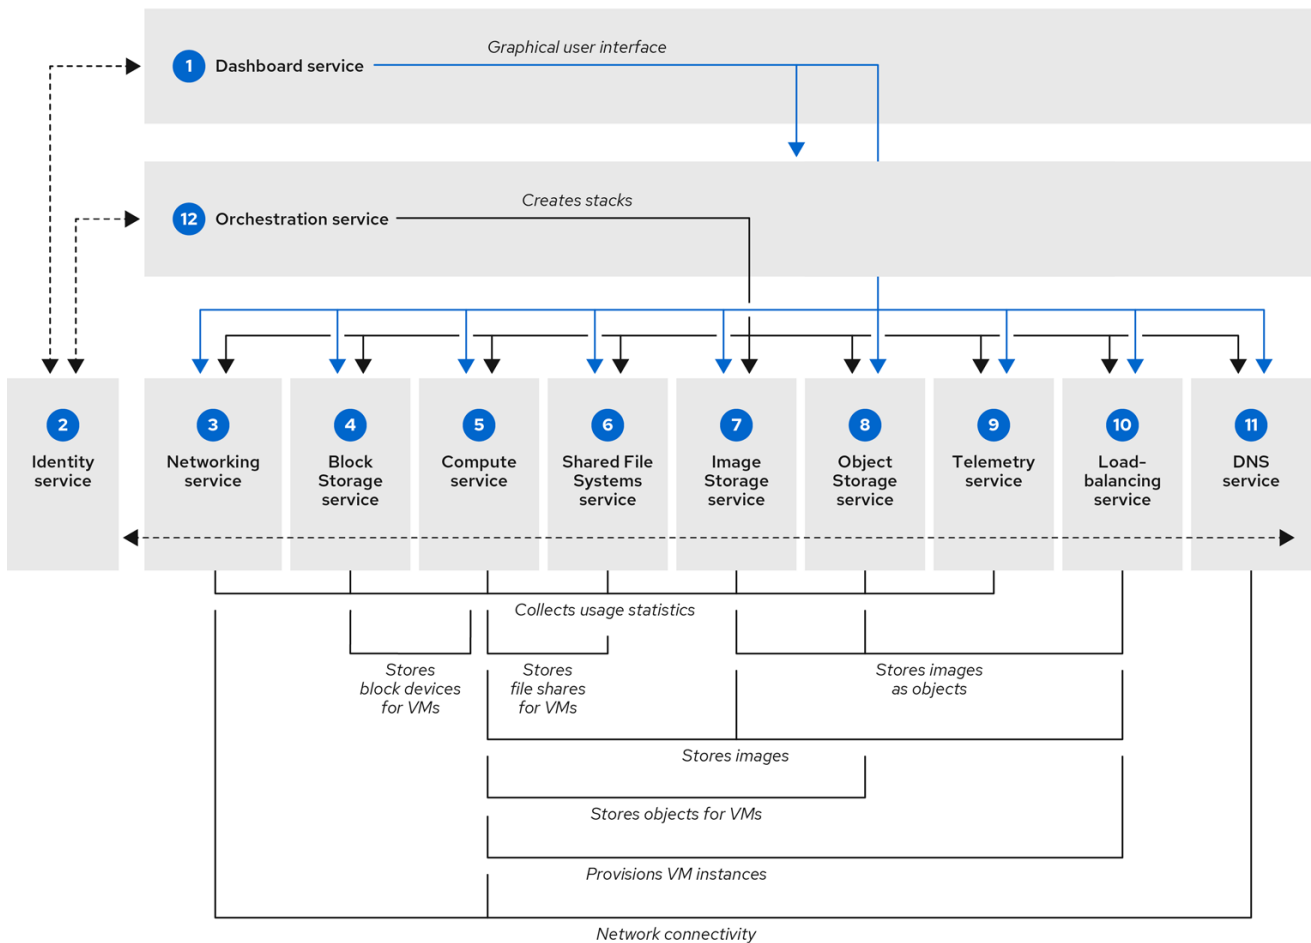 Graphical user interface
1 Dashboard service
Creates stacks
12 Orchestration service
2
Identity
service
3
Networking
service
4
Block
Storage
service
5
Compute
service
6
Shared File
Systems
service
7
Image
Storage
service
8
Object
Storage
service
9
Telemetry
service
10
Load-
balancing
service
11
DNS
service
Collects usage statistics
Stores
block devices
for VMs
Stores
file shares
for VMs
Stores images
as objects
Stores images
Stores objects for VMs
Provisions VM instances
Network connectivity